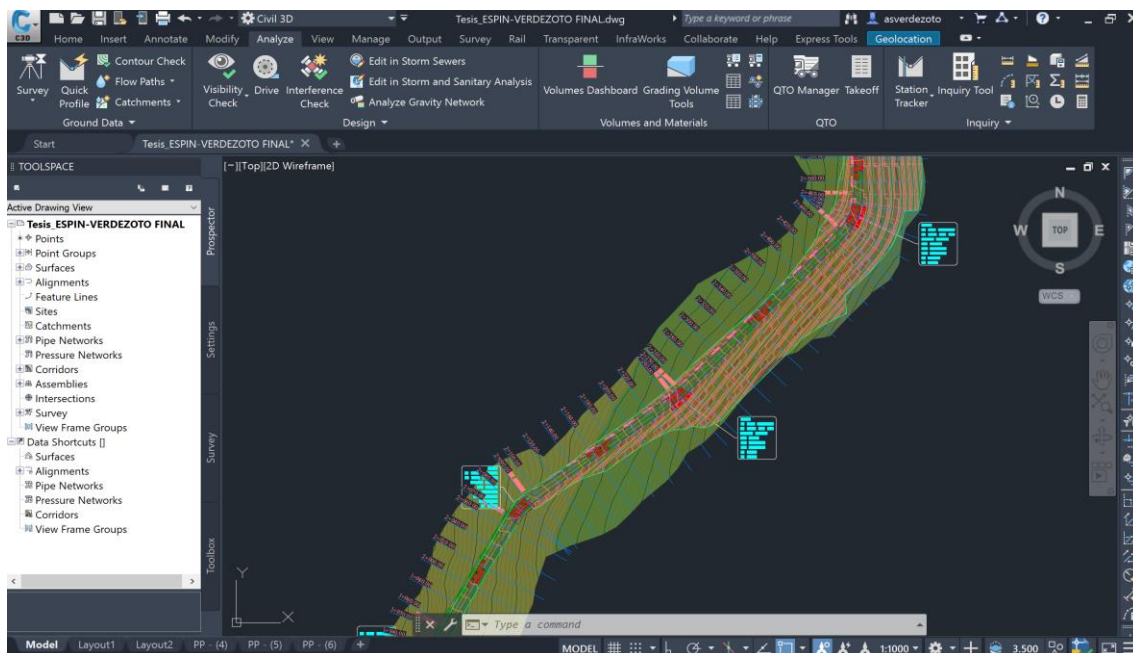 Civil 3D
Tesis_ESPIN-VERDEZOTO FINAL.dwg
Type a keyword or phrase
asverdezoto
C3D
Home Insert Annotate Modify Analyze View Manage Output Survey Rail Transparent InfraWorks Collaborate Help Express Tools Geolocation
Survey
Quick Profile
Contour Check
Flow Paths
Catchments
Ground Data
Visibility Check
Drive
Interference Check
Edit in Storm Sewers
Edit in Storm and Sanitary Analysis
Analyze Gravity Network
Design
Volumes Dashboard
Grading Volume Tools
Volumes and Materials
QTO Manager
Takeoff
QTO
Station Tracker
Inquiry Tool
Inquiry
Start
Tesis_ESPIN-VERDEZOTO FINAL*
TOOLSPACE
Active Drawing View
Tesis_ESPIN-VERDEZOTO FINAL
Points
Point Groups
Surfaces
Alignments
Feature Lines
Sites
Catchments
Pipe Networks
Pressure Networks
Corridors
Assemblies
Intersections
Survey
View Frame Groups
Data Shortcuts []
Surfaces
Alignments
Pipe Networks
Pressure Networks
Corridors
View Frame Groups
Prospector
Settings
Survey
Toolbox
[−][Top][2D Wireframe]
N
W TOP E
S
WCS
Y
X
Type a command
Model Layout1 Layout2 PP - (4) PP - (5) PP - (6) +
MODEL
1:1000
3.500